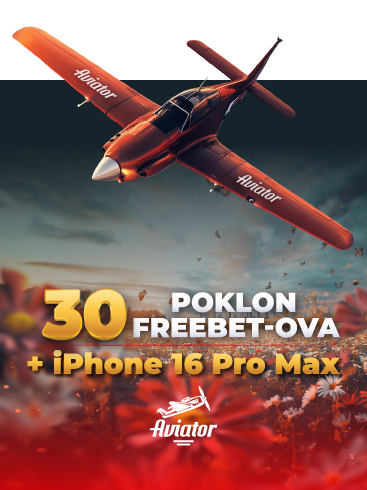 Aviator
Aviator
30 POKLON
FREEBET-OVA
+ iPhone 16 Pro Max
Aviator